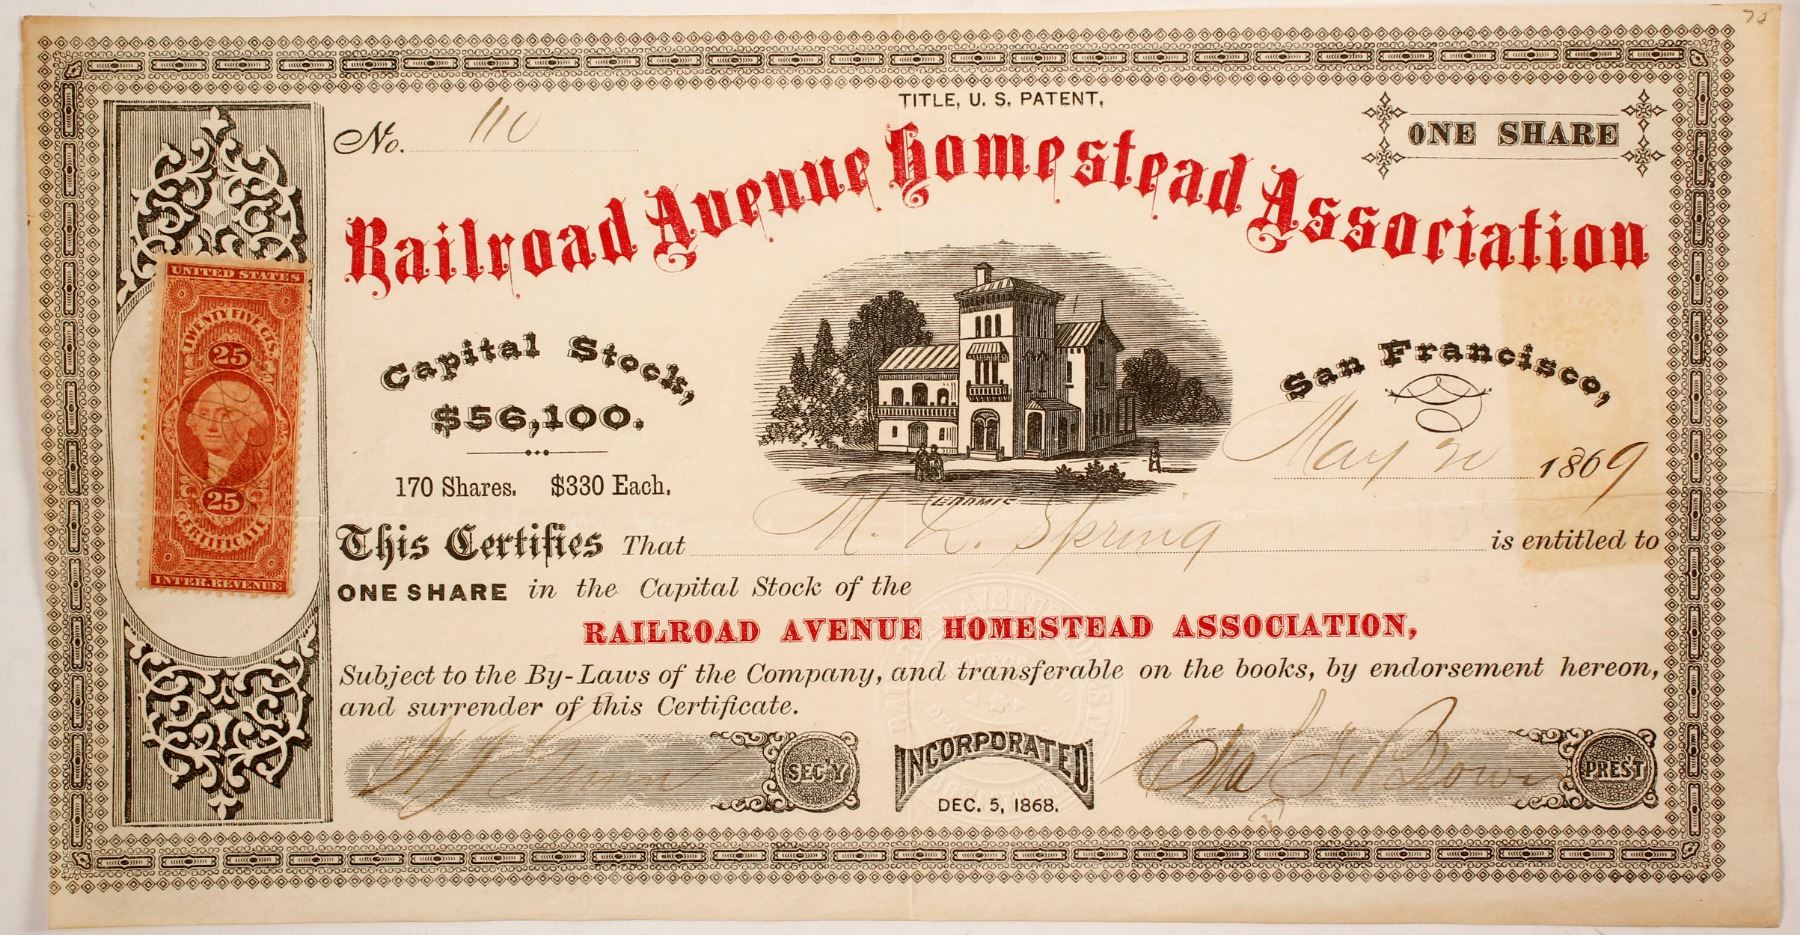 70
TITLE, U. S. PATENT,
No. 110
ONE SHARE
Railroad Avenue Homestead Association
UNITED STATES
TWENTY FIVE CTS.
25
25
CERTIFICATE
INTER. REVENUE
Capital Stock,
$56,100.
170 Shares. $330 Each.
San Francisco,
May 20 1869
This Certifies That M. L. Spring is entitled to
ONE SHARE in the Capital Stock of the
RAILROAD AVENUE HOMESTEAD ASSOCIATION,
Subject to the By-Laws of the Company, and transferable on the books, by endorsement hereon,
and surrender of this Certificate.
SEC'Y
INCORPORATED
DEC. 5, 1868.
Brown
PREST